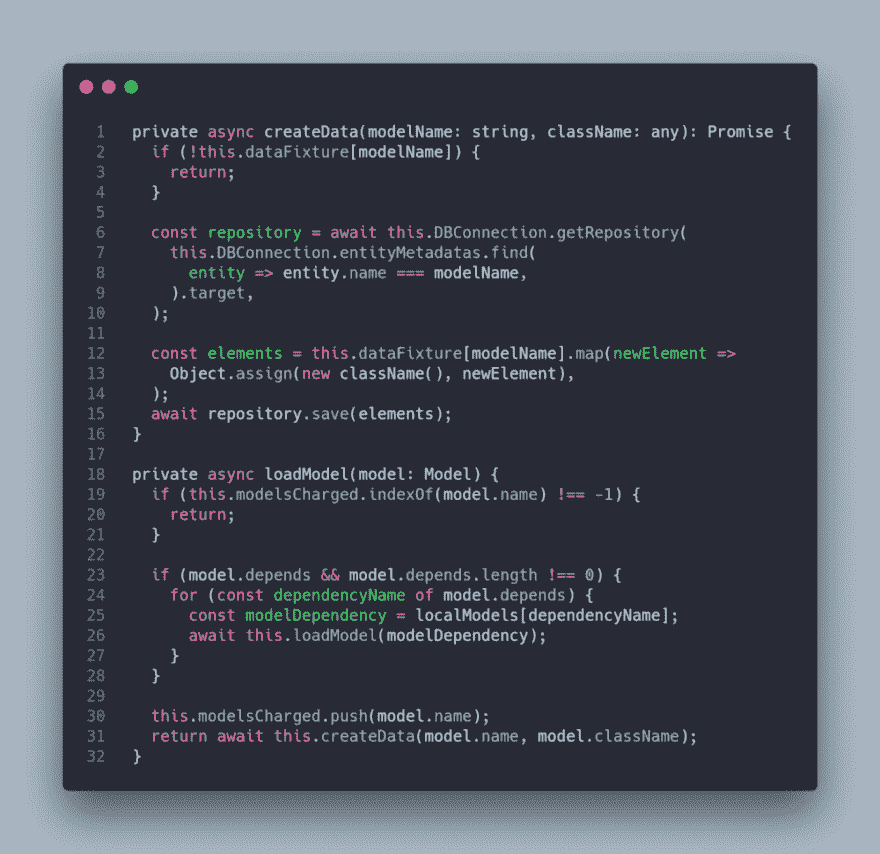 1 private async createData(modelName: string, className: any): Promise {
2 if (!this.dataFixture[modelName]) {
3 return;
4 }
5
6 const repository = await this.DBConnection.getRepository(
7 this.DBConnection.entityMetadatas.find(
8 entity => entity.name === modelName,
9 ).target,
10 );
11
12 const elements = this.dataFixture[modelName].map(newElement =>
13 Object.assign(new className(), newElement),
14 );
15 await repository.save(elements);
16 }
17
18 private async loadModel(model: Model) {
19 if (this.modelsCharged.indexOf(model.name) !== -1) {
20 return;
21 }
22
23 if (model.depends && model.depends.length !== 0) {
24 for (const dependencyName of model.depends) {
25 const modelDependency = localModels[dependencyName];
26 await this.loadModel(modelDependency);
27 }
28 }
29
30 this.modelsCharged.push(model.name);
31 return await this.createData(model.name, model.className);
32 }